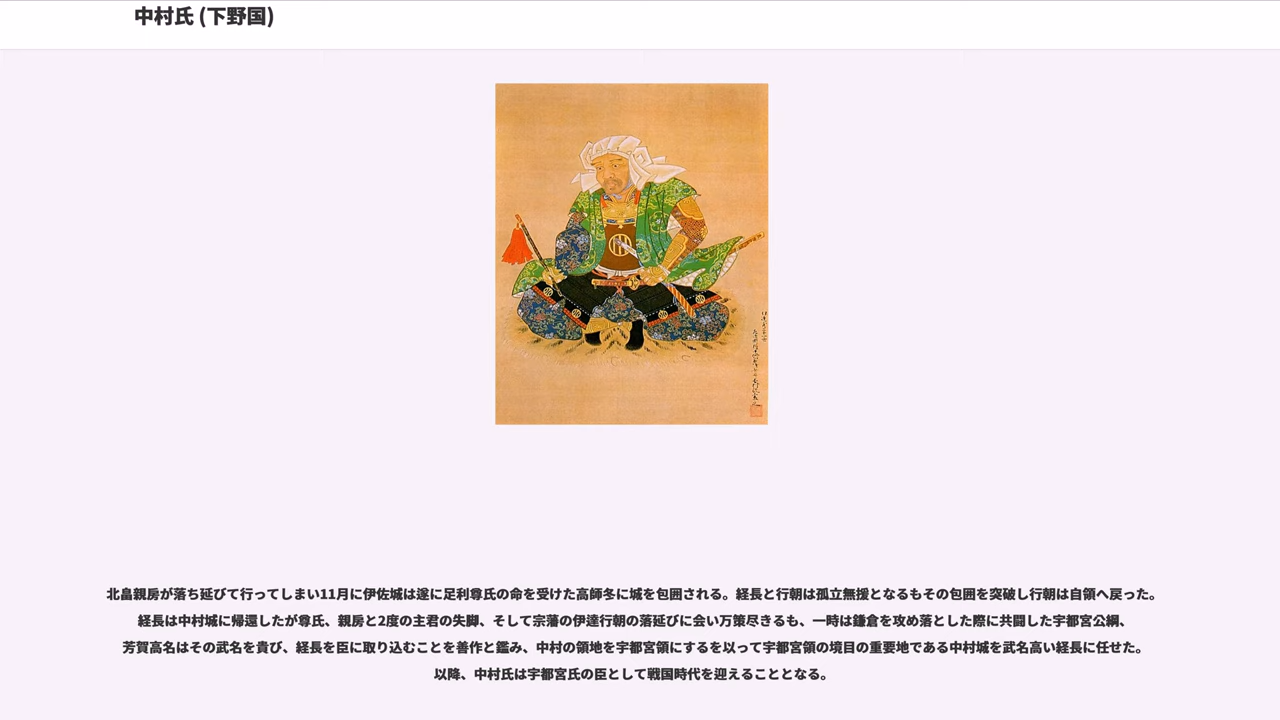 中村氏 (下野国)
北畠親房が落ち延びて行ってしまい11月に伊佐城は遂に足利尊氏の命を受けた高師冬に城を包囲される。経長と行朝は孤立無援となるもその包囲を突破し行朝は自領へ戻った。
経長は中村城に帰還したが尊氏、親房と2度の主君の失脚、そして宗藩の伊達行朝の落延びに会い万策尽きるも、一時は鎌倉を攻め落とした際に共闘した宇都宮公綱、
芳賀高名はその武名を貴び、経長を臣に取り込むことを善作と鑑み、中村の領地を宇都宮領にするを以って宇都宮領の境目の重要地である中村城を武名高い経長に任せた。
以降、中村氏は宇都宮氏の臣として戦国時代を迎えることとなる。